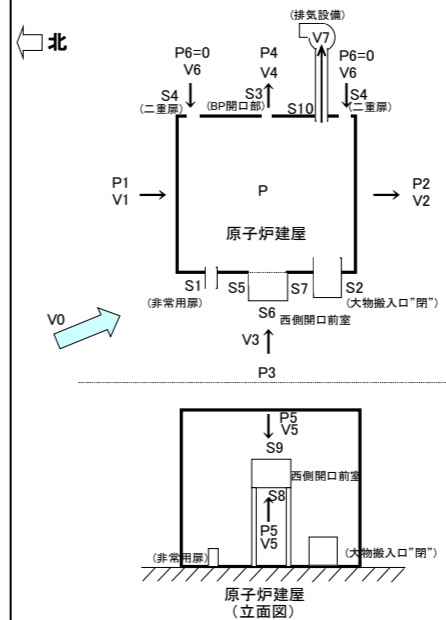 北
(排気設備)
V7
P6=0
V6
P4
V4
P6=0
V6
S4
(二重扉)
S3
(BP開口部)
S10
S4
(二重扉)
P1
V1
P
P2
V2
原子炉建屋
S1
(非常用扉)
S5
S7
S2
(大物搬入口"閉")
S6
西側開口前室
V0
V3
P3
P5
V5
S9
西側開口前室
S8
P5
V5
(非常用扉)
(大物搬入口"閉")
原子炉建屋
(立面図)